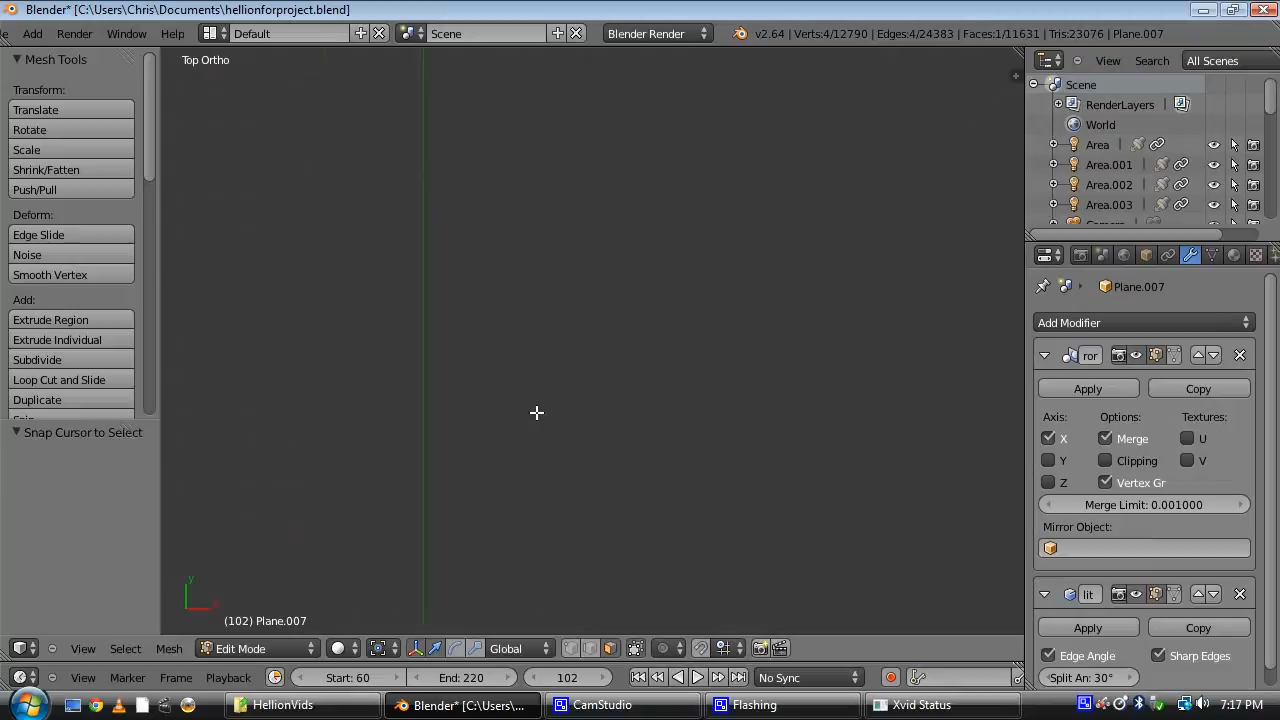 Blender* [C:\Users\Chris\Documents\hellionforproject.blend]
Add Render Window Help Default Scene Blender Render v2.64 | Verts:4/12790 | Edges:4/24383 | Faces:1/11631 | Tris:23076 | Plane.007
Mesh Tools
Transform:
Translate
Rotate
Scale
Shrink/Fatten
Push/Pull
Deform:
Edge Slide
Noise
Smooth Vertex
Add:
Extrude Region
Extrude Individual
Subdivide
Loop Cut and Slide
Duplicate
Snap Cursor to Select
Top Ortho
y
(102) Plane.007
View Search All Scenes
Scene
RenderLayers
World
Area
Area.001
Area.002
Area.003
Plane.007
Add Modifier
ror
Apply Copy
Axis: Options: Textures:
X Merge U
Y Clipping V
Z Vertex Gr
Merge Limit: 0.001000
Mirror Object:
lit
Apply Copy
Edge Angle Sharp Edges
Split An: 30°
View Select Mesh Edit Mode Global
View Marker Frame Playback Start: 60 End: 220 102 No Sync
HellionVids Blender* [C:\Users\... CamStudio Flashing Xvid Status 7:17 PM